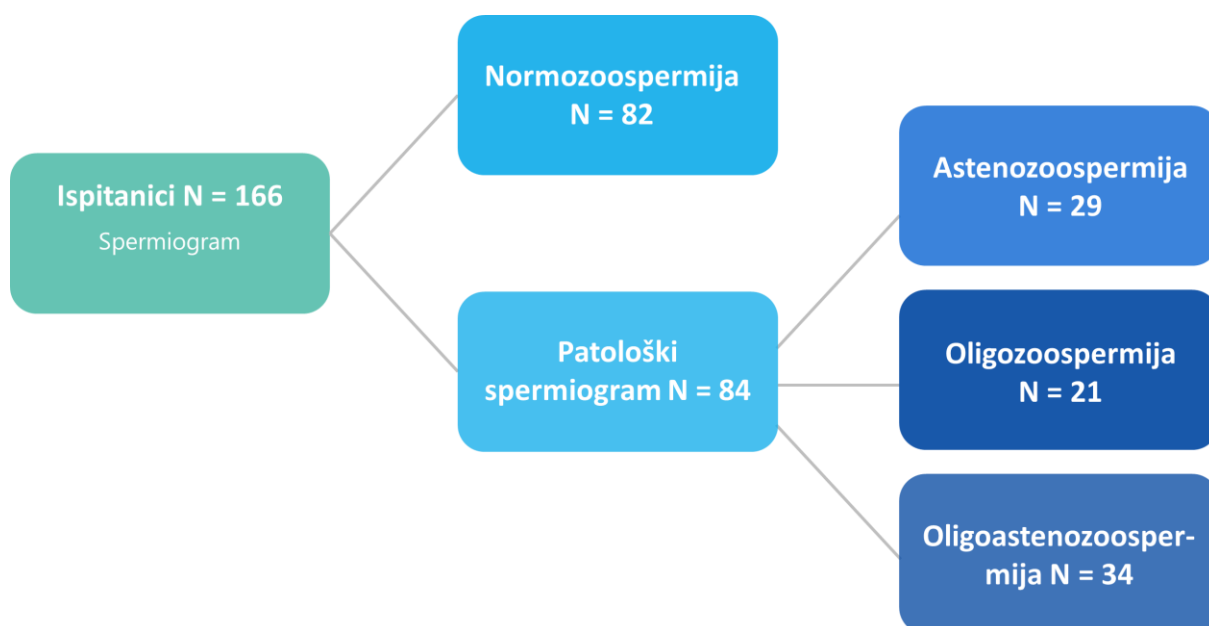 Ispitanici N = 166
Spermiogram
Normozoospermija
N = 82
Patološki
spermiogram N = 84
Astenozoospermija
N = 29
Oligozoospermija
N = 21
Oligoastenozoosper-
mija N = 34